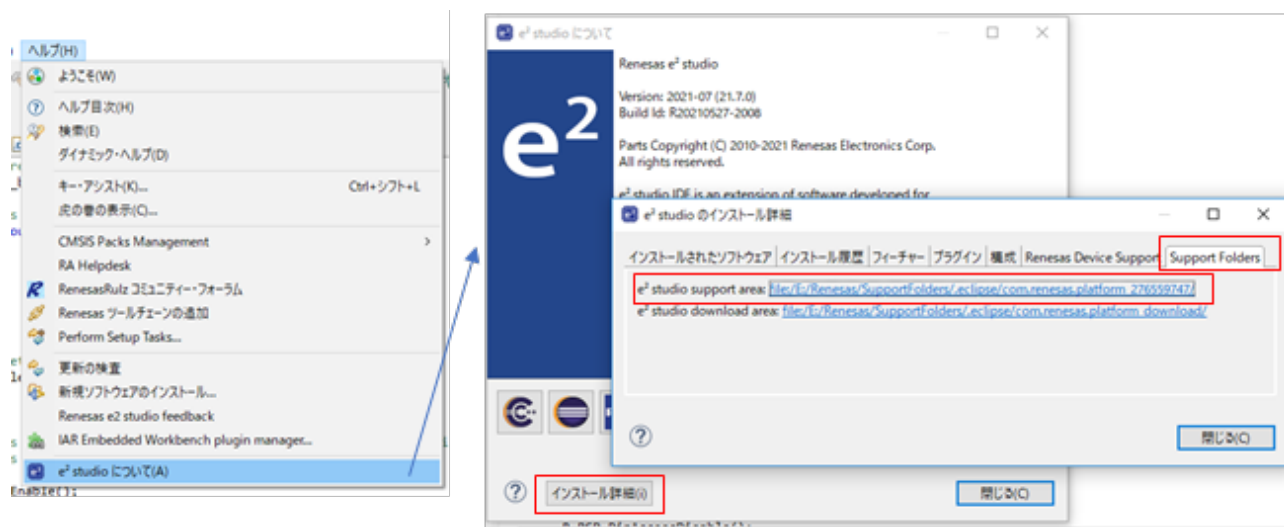 ヘルプ(H)
ようこそ(W)
ヘルプ目次(H)
検索(E)
ダイナミック・ヘルプ(D)
キー・アシスト(K)... Ctrl+シフト+L
虎の巻の表示(C)...
CMSIS Packs Management
RA Helpdesk
RenesasRulz コミュニティー・フォーラム
Renesas ツールチェーンの追加
Perform Setup Tasks...
更新の検査
新規ソフトウェアのインストール...
Renesas e2 studio feedback
IAR Embedded Workbench plugin manager...
e² studio について(A)
Enable();
e² studio について
e²
Renesas e² studio
Version: 2021-07 (21.7.0)
Build Id: R20210527-2008
Parts Copyright (C) 2010-2021 Renesas Electronics Corp.
All rights reserved.
e² studio IDE is an extension of software developed for
e² studio のインストール詳細
インストールされたソフトウェア インストール履歴 フィーチャー プラグイン 構成 Renesas Device Support Support Folders
e² studio support area: file:/E:/Renesas/SupportFolders/.eclipse/com.renesas.platform_276559747/
e² studio download area: file:/E:/Renesas/SupportFolders/.eclipse/com.renesas.platform_download/
閉じる(C)
インストール詳細(I)
閉じる(C)